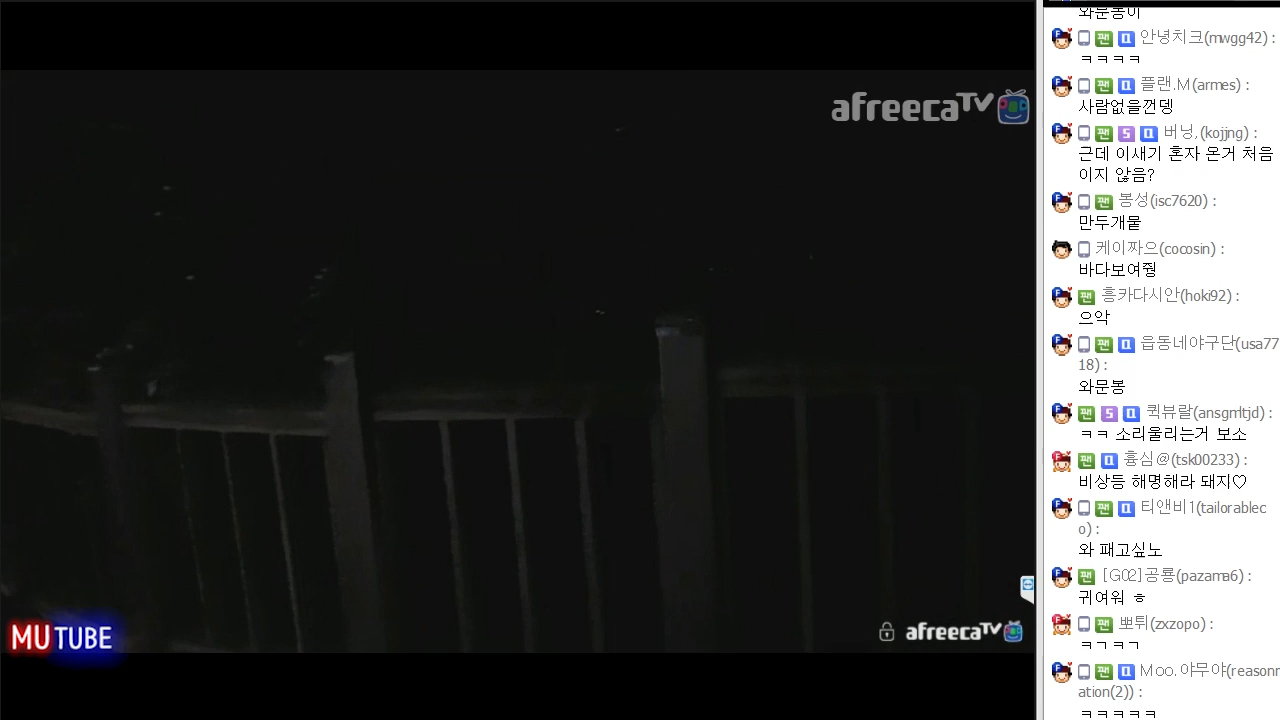 afreecaTV
MUTUBE
afreecaTV
와문봉이
안녕치크(mwgg42) :
ㅋㅋㅋㅋ
플랜.M(armes) :
사람없을껀뎅
버닝,(kojjng) :
근데 이새기 혼자 온거 처음
이지 않음?
봉성(isc7620) :
만두개뭍
케이짜으(cocosin) :
바다보여줭
흥카다시안(hoki92) :
으악
읍동네야구단(usa77
18) :
와문봉
쿽뷰랄(ansgmtjd) :
ㅋㅋ 소리울리는거 보소
흉심@(tsk00233) :
비상등 해명해라 돼지♡
티앤비1(tailorablec
o) :
와 패고싶노
[G02]공룡(pazama6) :
귀여워 ㅎ
뽀튀(zxzopo) :
ㅋㄱㅋㄱ
Moo.야무야(reasonr
ation(2)) :
ㅋㅋㅋㅋㅋ